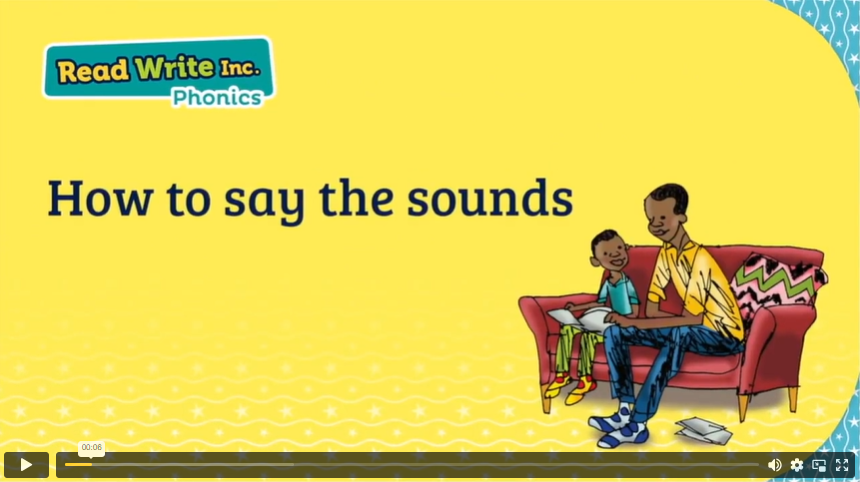 Read Write Inc.
Phonics
How to say the sounds
00:06